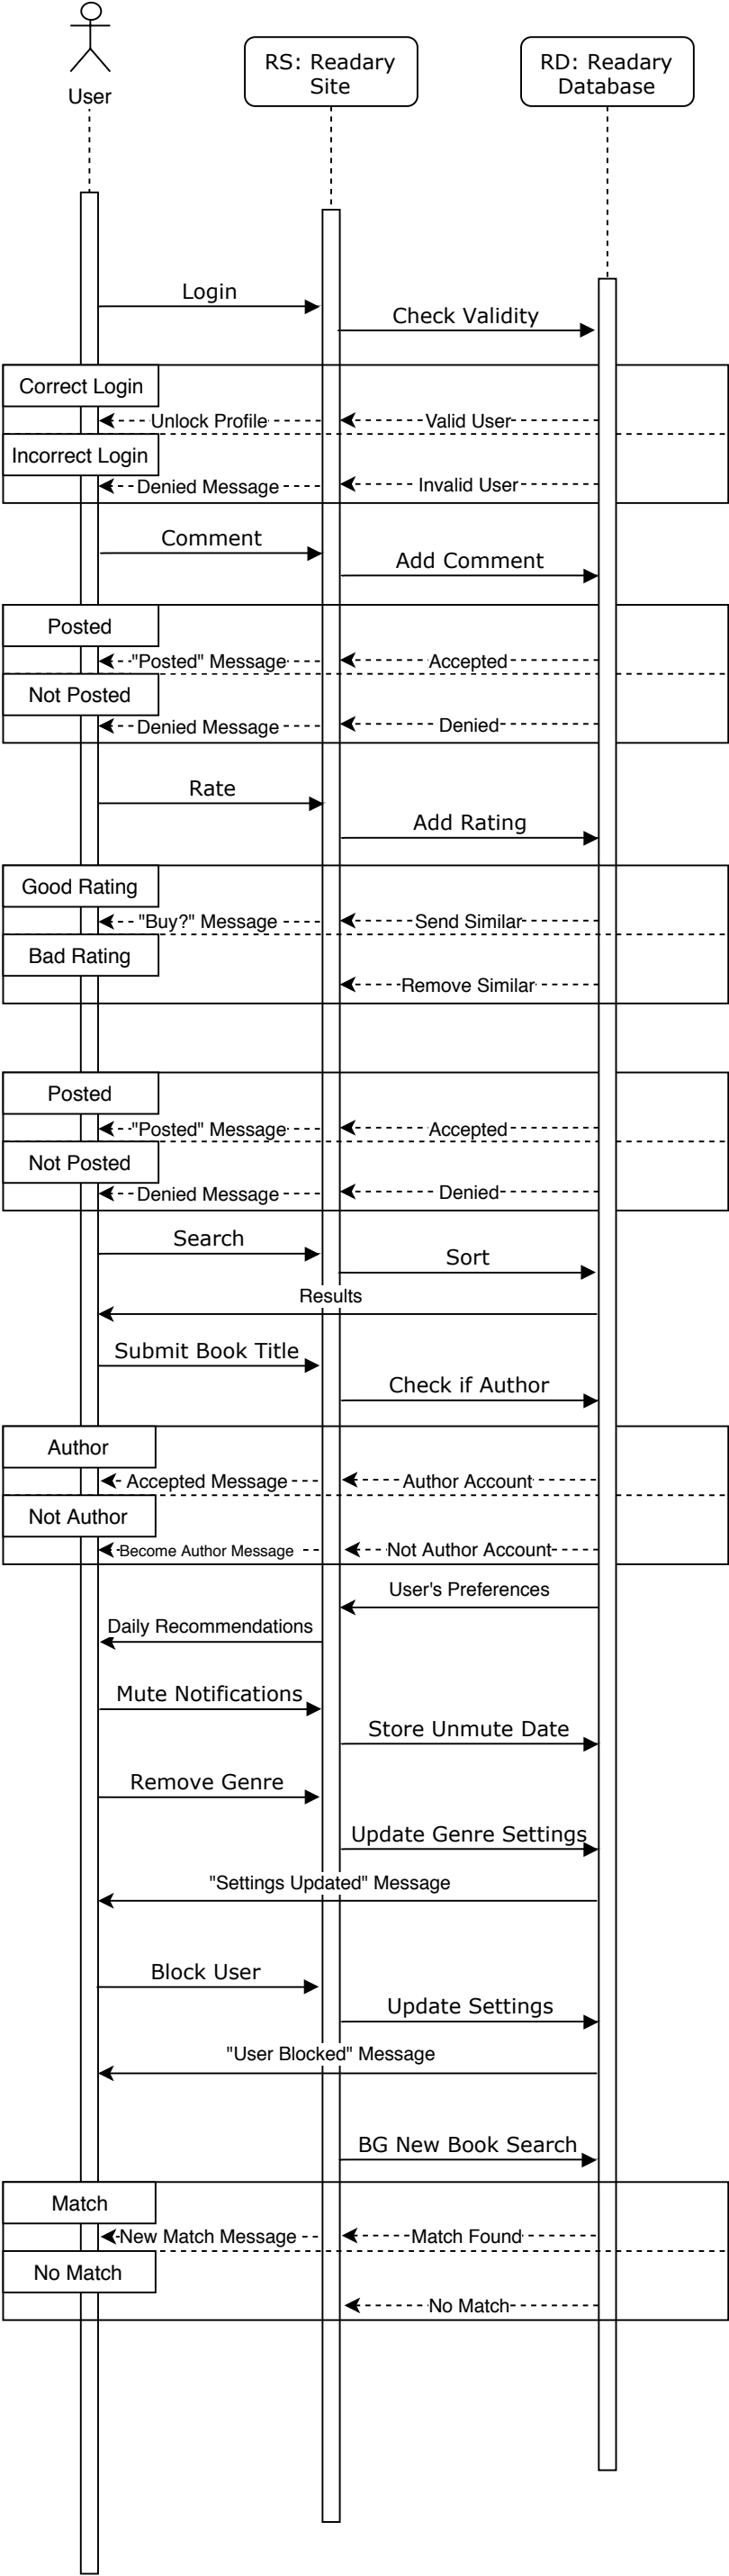 User
RS: Readary
Site
RD: Readary
Database
Login
Check Validity
Correct Login
Unlock Profile
Valid User
Incorrect Login
Denied Message
Invalid User
Comment
Add Comment
Posted
"Posted" Message
Accepted
Not Posted
Denied Message
Denied
Rate
Add Rating
Good Rating
"Buy?" Message
Send Similar
Bad Rating
Remove Similar
Posted
"Posted" Message
Accepted
Not Posted
Denied Message
Denied
Search
Sort
Results
Submit Book Title
Check if Author
Author
Accepted Message
Author Account
Not Author
Become Author Message
Not Author Account
User's Preferences
Daily Recommendations
Mute Notifications
Store Unmute Date
Remove Genre
Update Genre Settings
"Settings Updated" Message
Block User
Update Settings
"User Blocked" Message
BG New Book Search
Match
New Match Message
Match Found
No Match
No Match